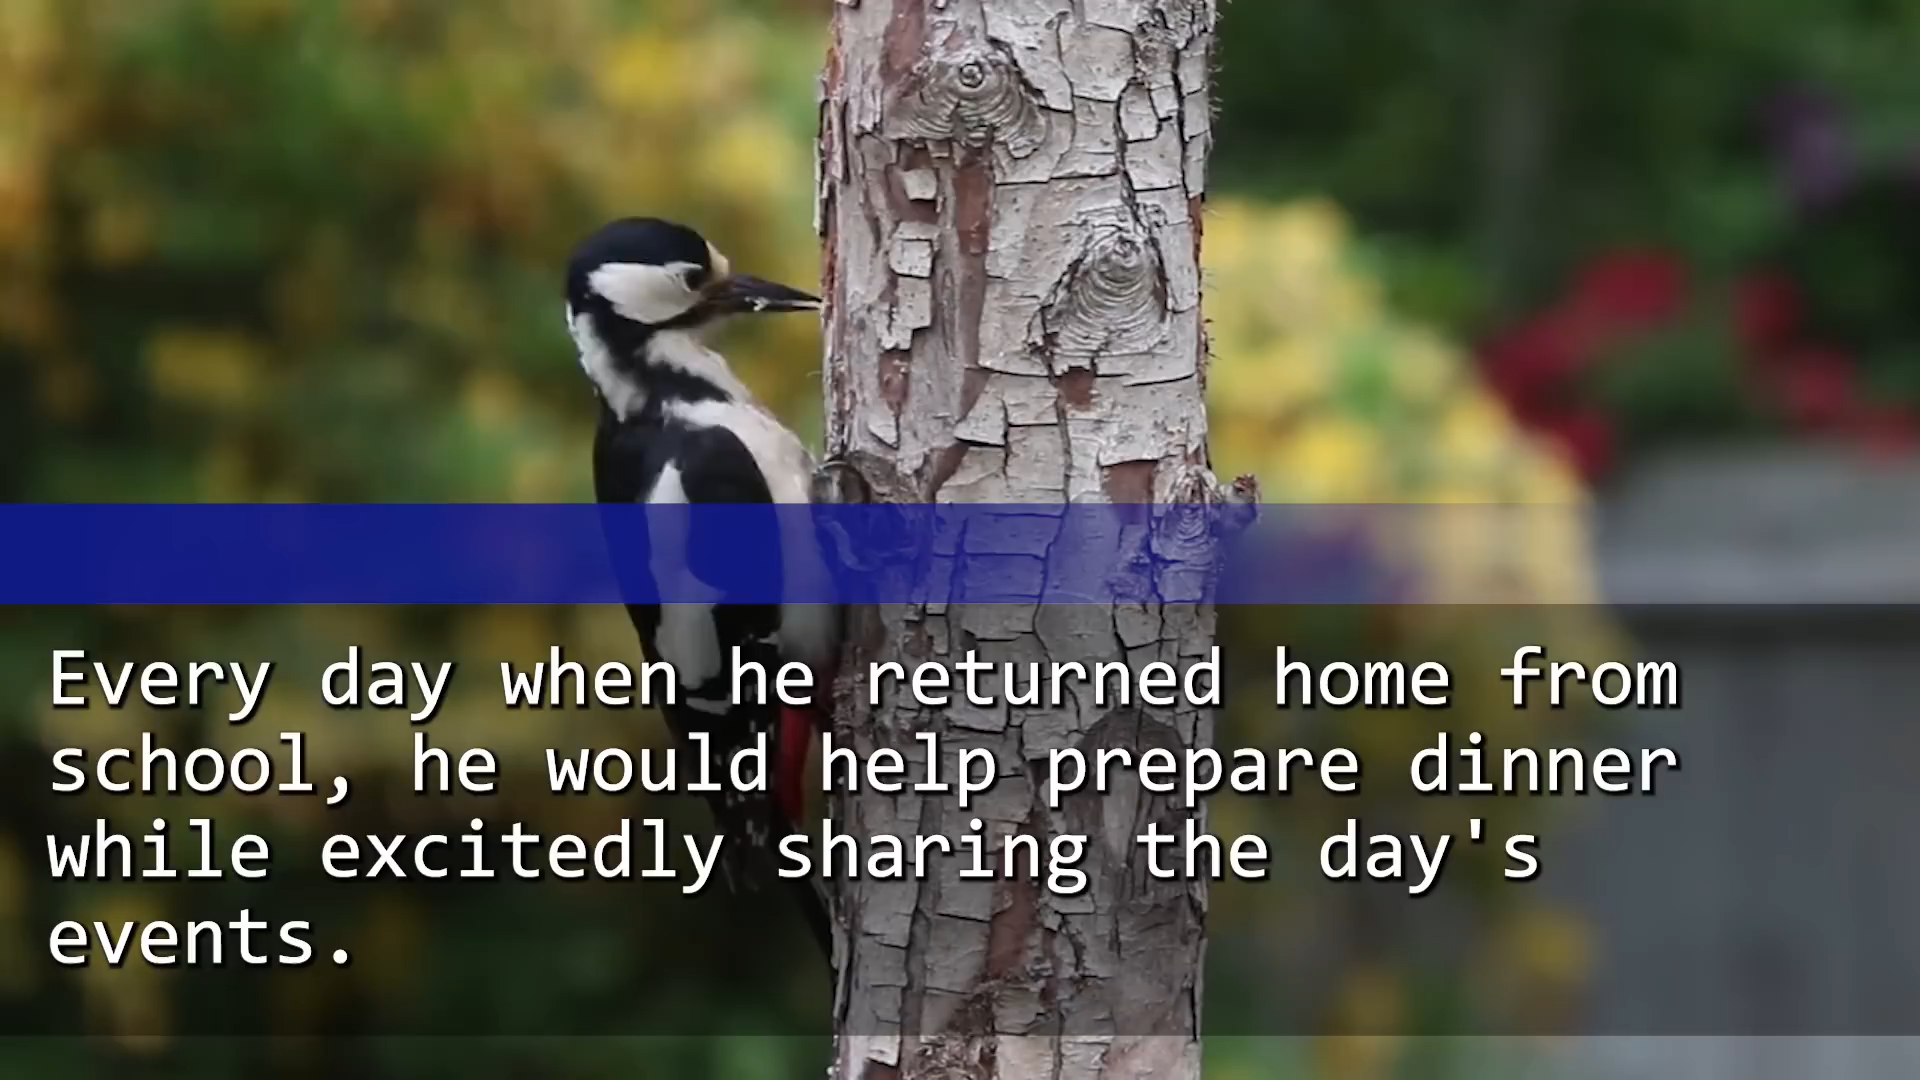 Every day when he returned home from
school, he would help prepare dinner
while excitedly sharing the day's
events.